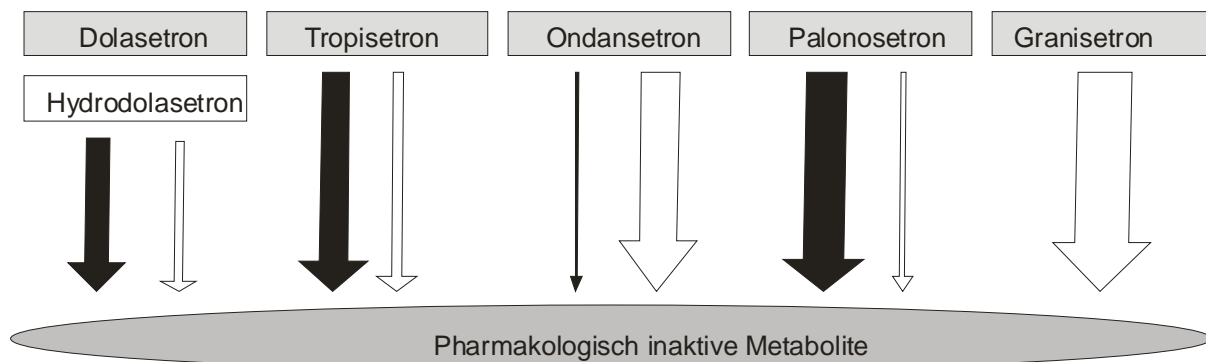 Dolasetron
Tropisetron
Ondansetron
Palonosetron
Granisetron
Hydrodolasetron
Pharmakologisch inaktive Metabolite